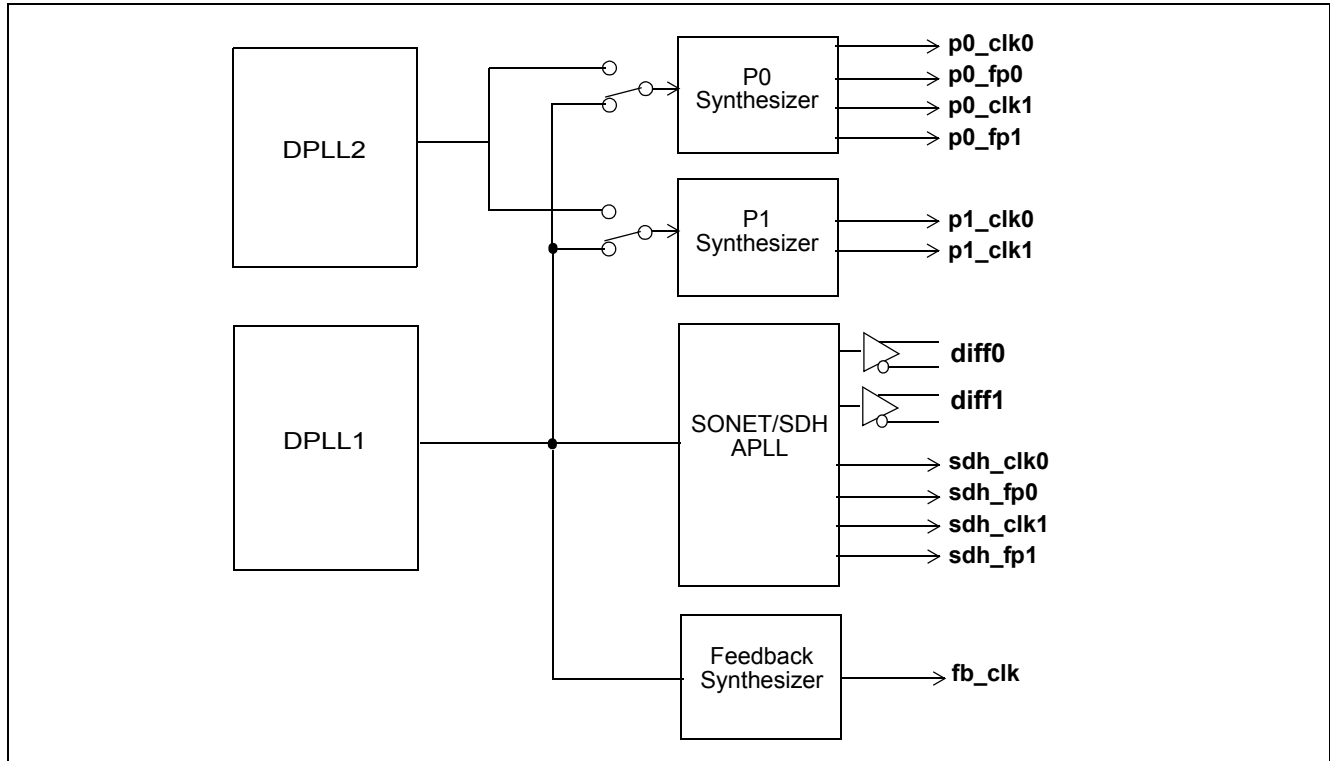 DPLL2
P0
Synthesizer
p0_clk0
p0_fp0
p0_clk1
p0_fp1
P1
Synthesizer
p1_clk0
p1_clk1
DPLL1
SONET/SDH
APLL
diff0
diff1
sdh_clk0
sdh_fp0
sdh_clk1
sdh_fp1
Feedback
Synthesizer
fb_clk